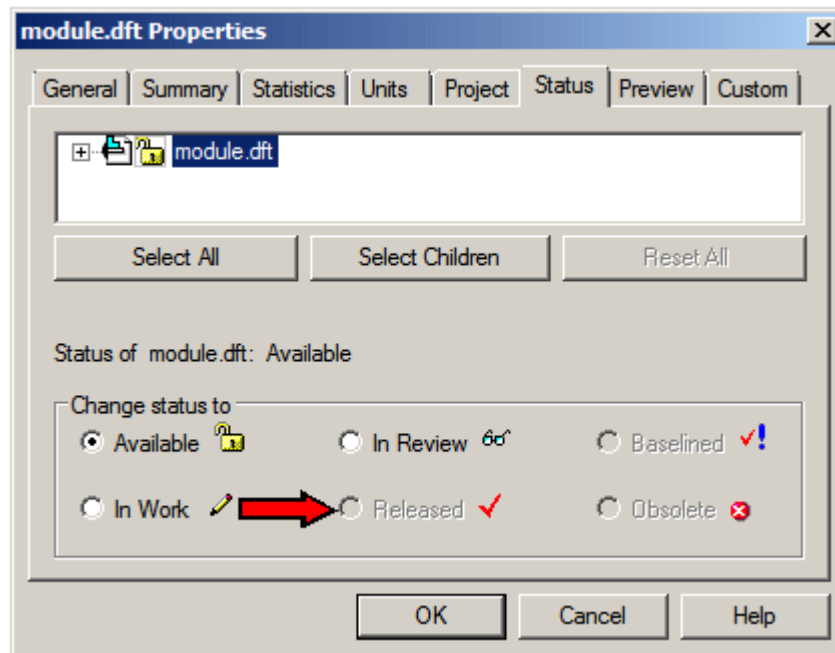 module.dft Properties
General Summary Statistics Units Project Status Preview Custom
module.dft
Select All Select Children Reset All
Status of module.dft: Available
Change status to
Available In Review Baselined
In Work Released Obsolete
OK Cancel Help